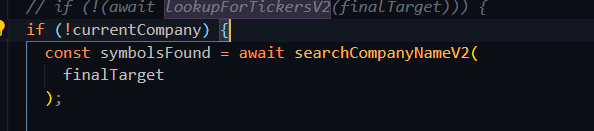 // if (!(await lookupForTickersV2(finalTarget))) {
if (!currentCompany) {
const symbolsFound = await searchCompanyNameV2(
finalTarget
);